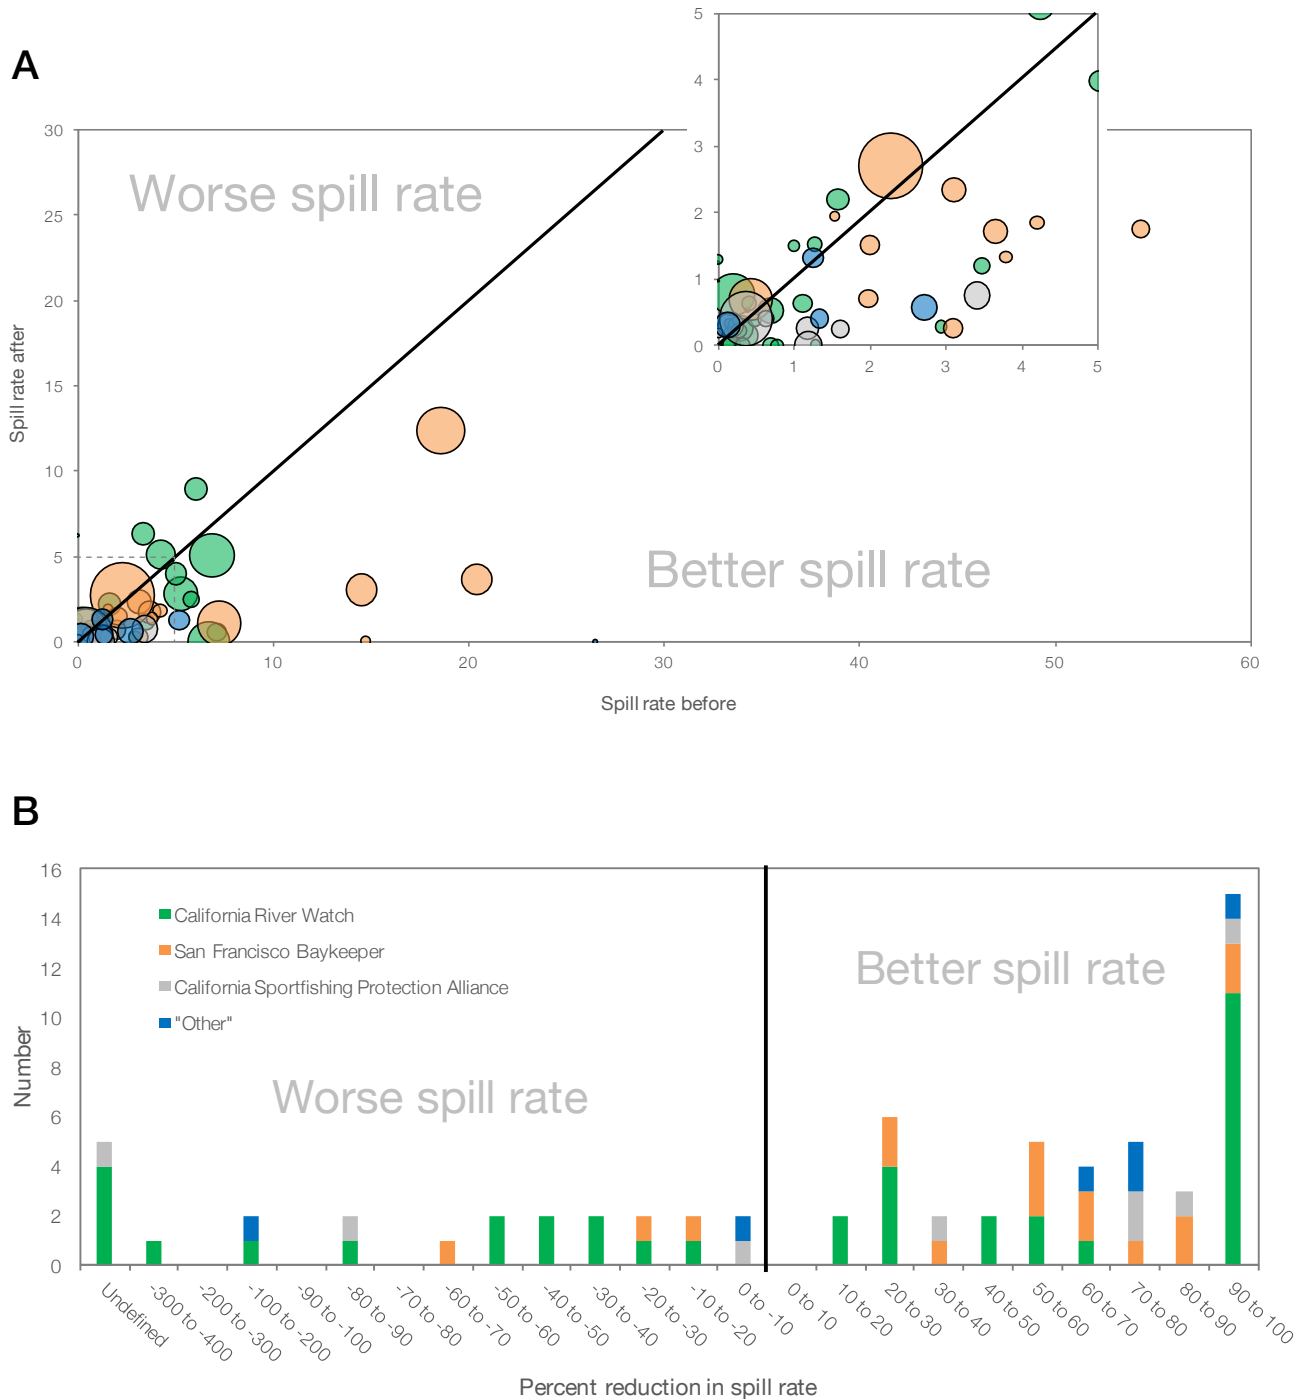 A
5
4
3
2
1
0
0 1 2 3 4 5
30
25
20
15
10
5
0
Spill rate after
Worse spill rate
Better spill rate
0 10 20 30 40 50 60
Spill rate before
B
16
14
12
10
8
6
4
2
0
Number
California River Watch
San Francisco Baykeeper
California Sportfishing Protection Alliance
"Other"
Worse spill rate
Better spill rate
Undefined
-300 to -400
-200 to -300
-100 to -200
-90 to -100
-80 to -90
-70 to -80
-60 to -70
-50 to -60
-40 to -50
-30 to -40
-20 to -30
-10 to -20
0 to -10
0 to 10
10 to 20
20 to 30
30 to 40
40 to 50
50 to 60
60 to 70
70 to 80
80 to 90
90 to 100
Percent reduction in spill rate